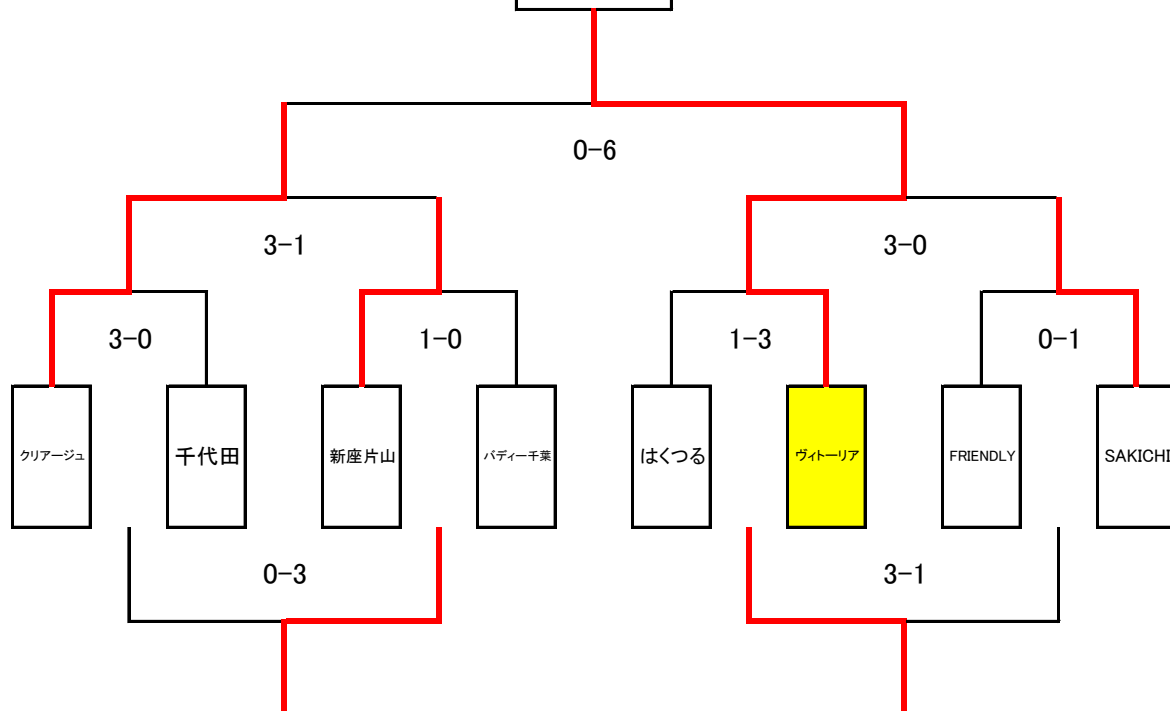 0-6
3-1
3-0
3-0
1-0
1-3
0-1
クリアージュ
千代田
新座片山
バディー千葉
はくつる
ヴィトーリア
FRIENDLY
SAKICHI
0-3
3-1